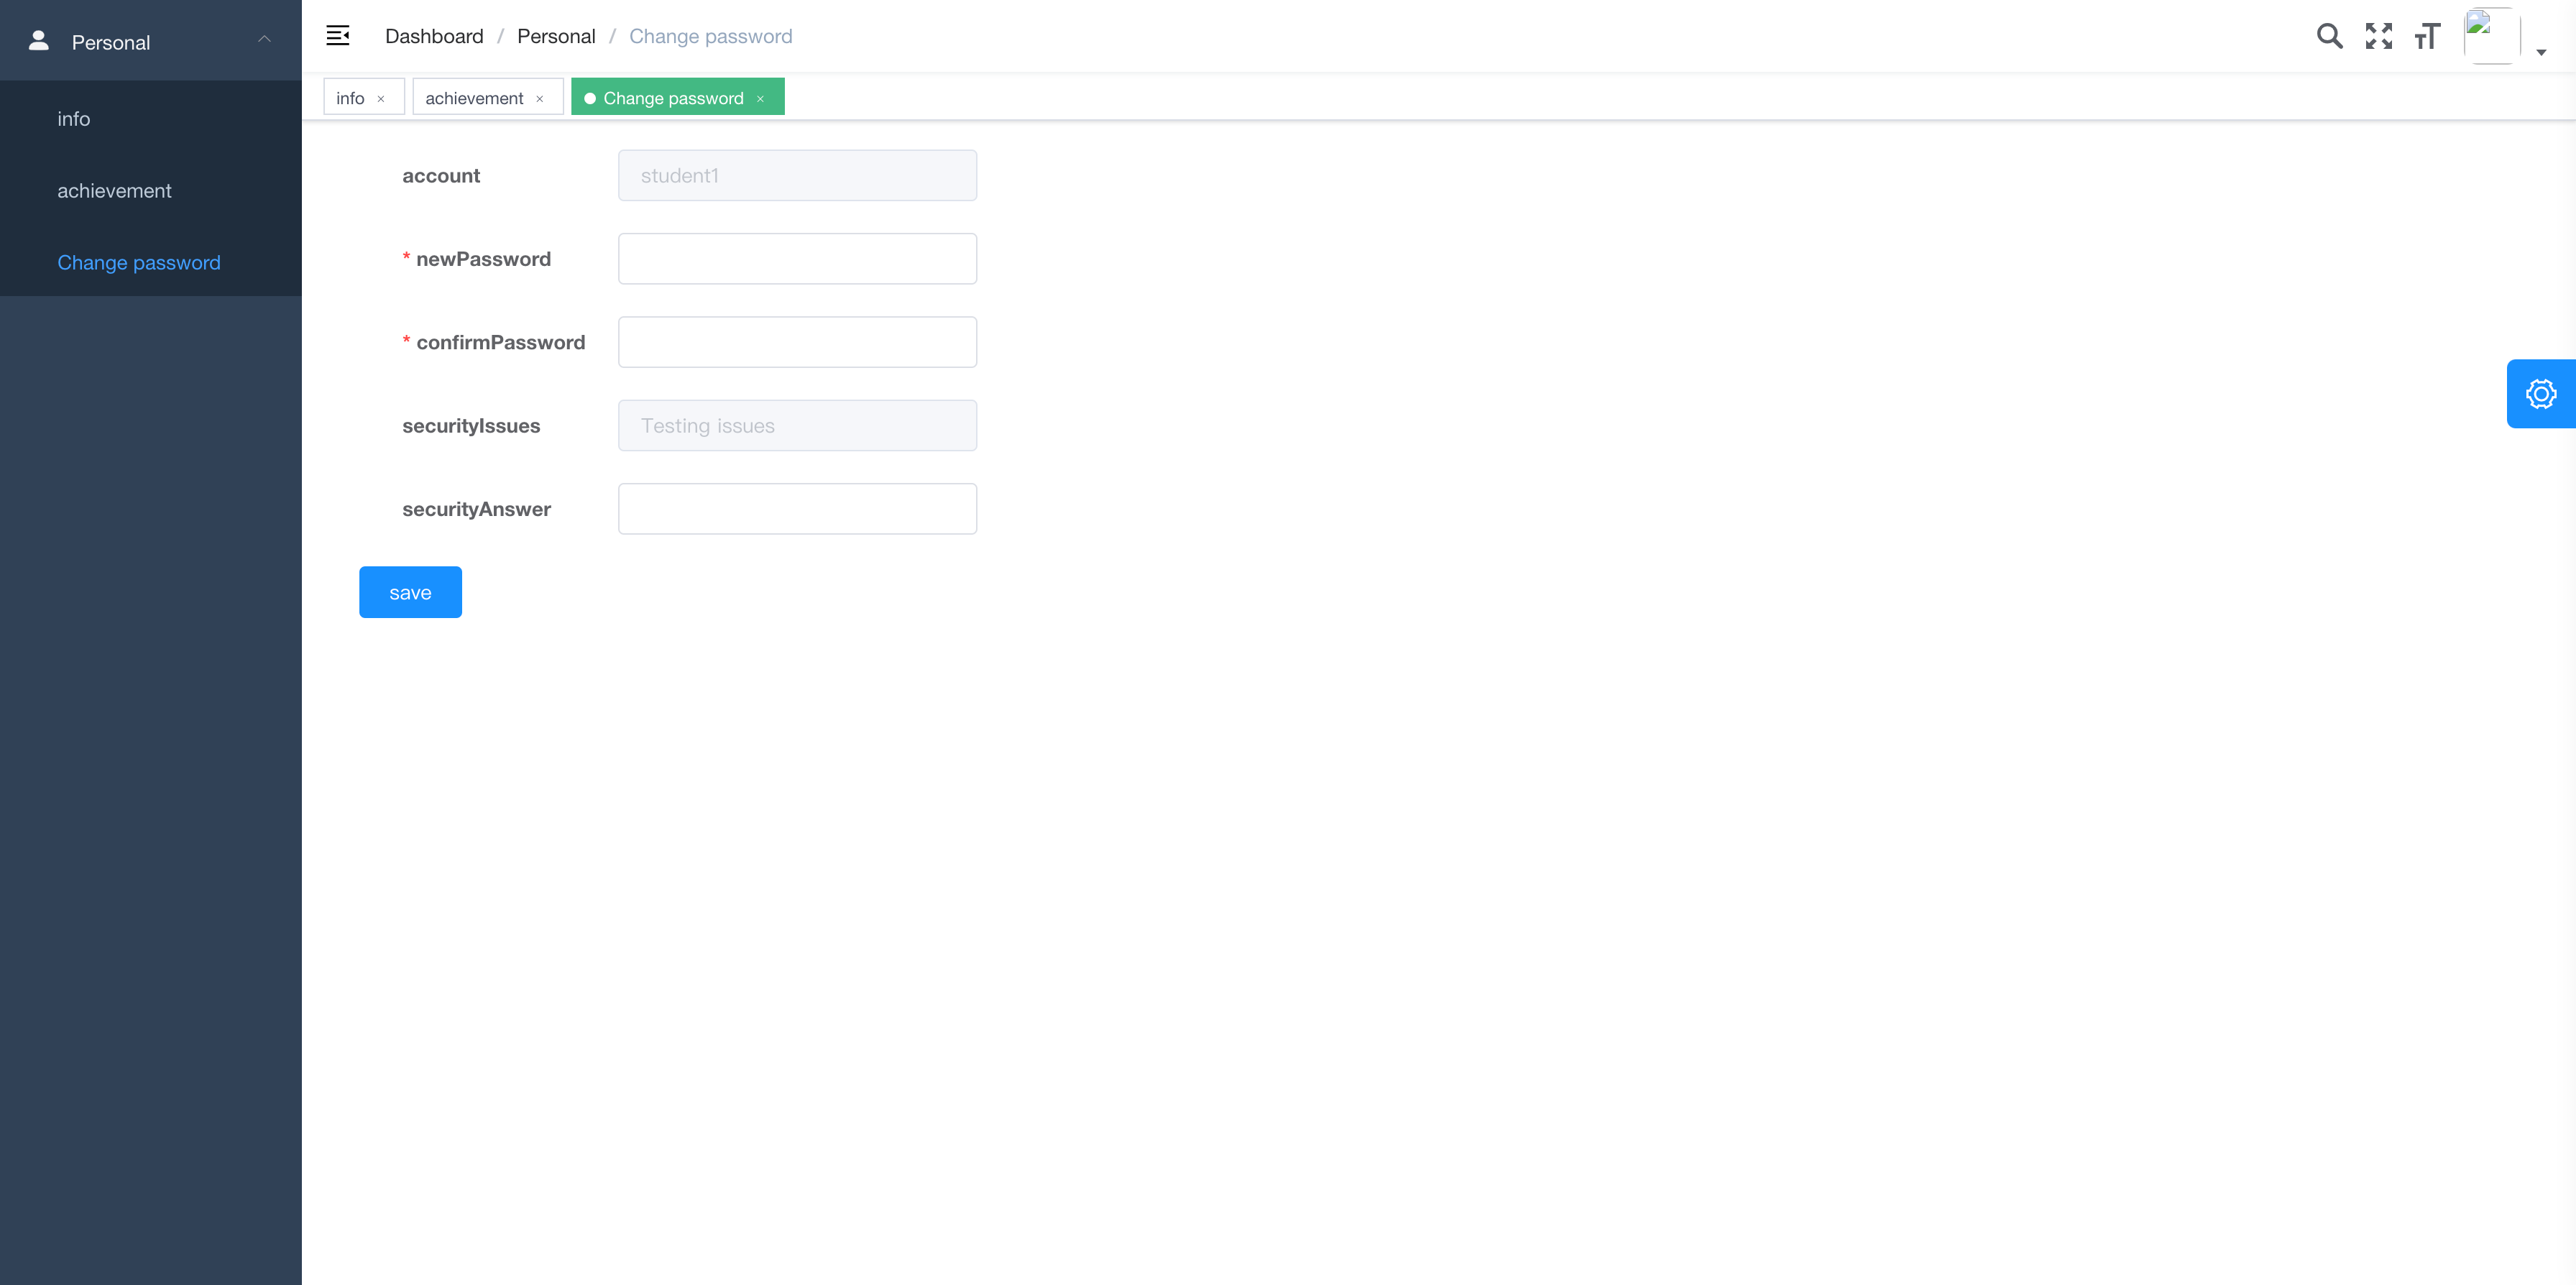 Personal
info
achievement
Change password
Dashboard / Personal / Change password
info × achievement × Change password ×
account student1
* newPassword
* confirmPassword
securityIssues Testing issues
securityAnswer
save